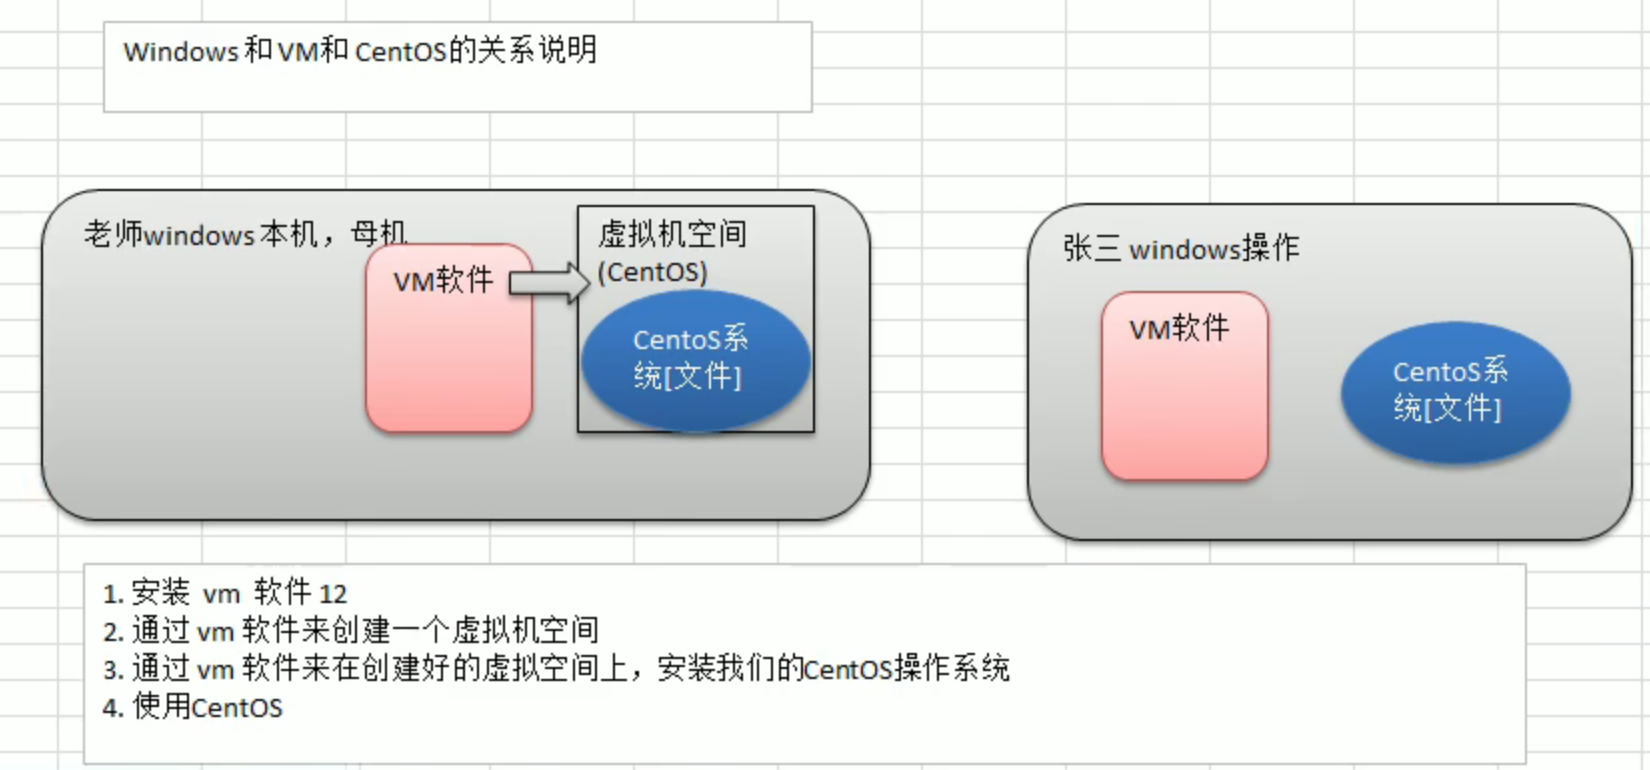 Windows 和 VM和 CentOS的关系说明
老师windows 本机，母机
VM软件
虚拟机空间
(CentOS)
CentoS系
统[文件]
张三 windows操作
VM软件
CentoS系
统[文件]
1. 安装 vm 软件 12
2. 通过 vm 软件来创建一个虚拟机空间
3. 通过 vm 软件来在创建好的虚拟空间上，安装我们的CentOS操作系统
4. 使用CentOS